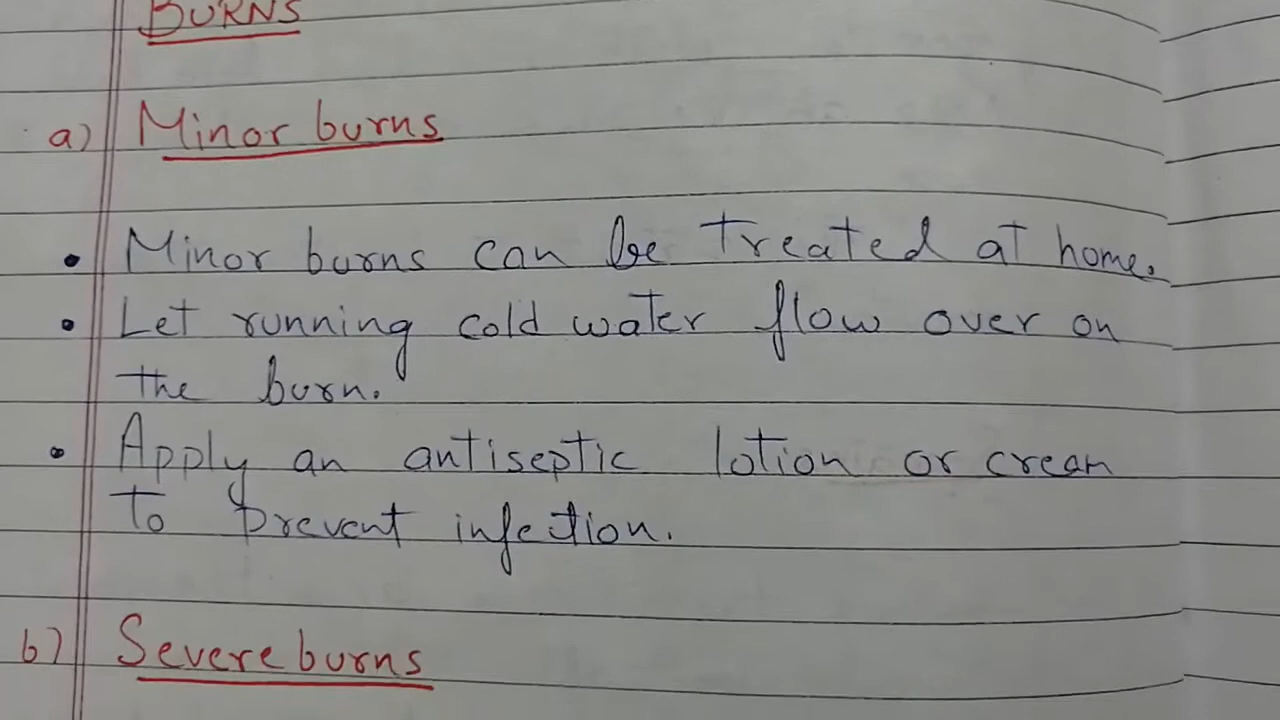 BURNS
a) Minor burns
• Minor burns can be treated at home.
• Let running cold water flow over on
the burn.
• Apply an antiseptic lotion or cream
to prevent infection.
b) Severe burns